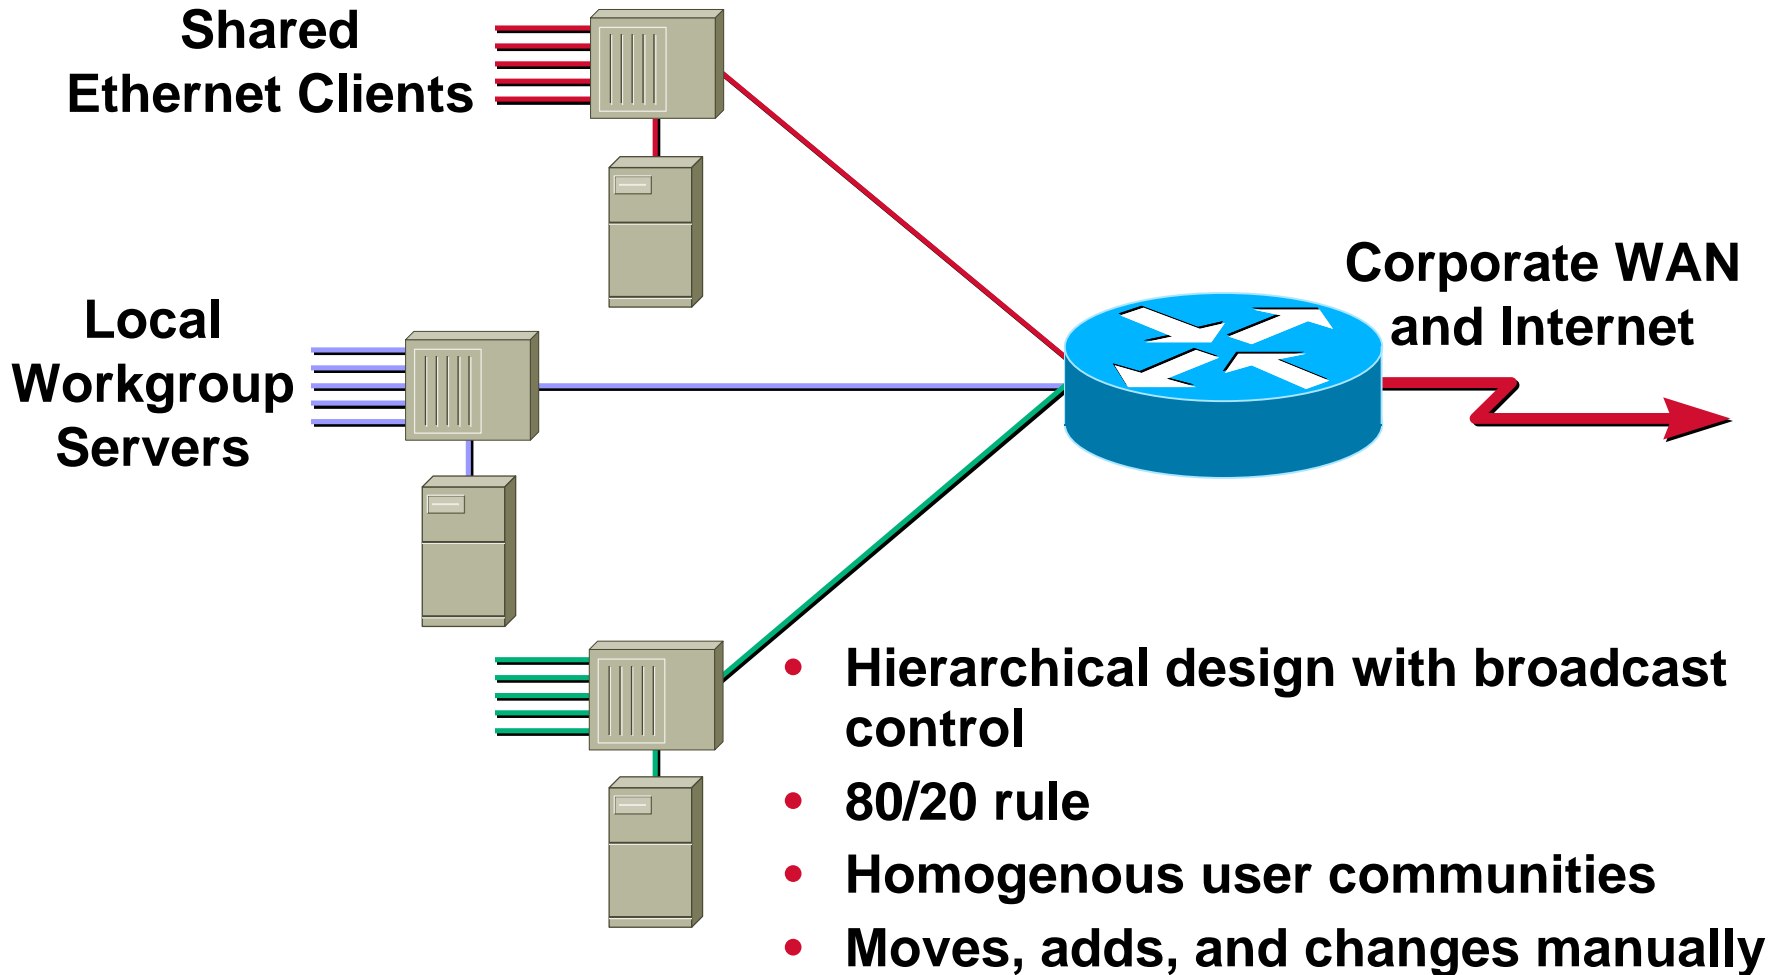 Shared
Ethernet Clients
Corporate WAN
and Internet
Local
Workgroup
Servers
• Hierarchical design with broadcast
control
• 80/20 rule
• Homogenous user communities
• Moves, adds, and changes manually